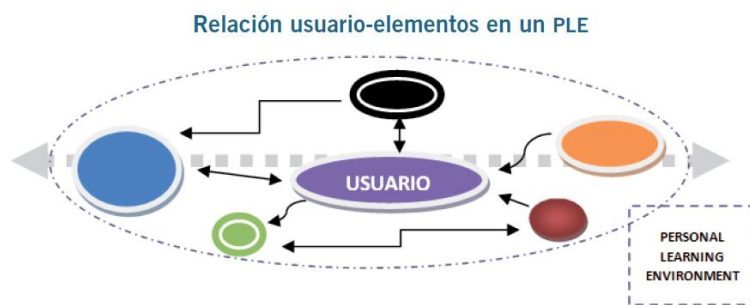 Relación usuario-elementos en un PLE
USUARIO
PERSONAL
LEARNING
ENVIRONMENT